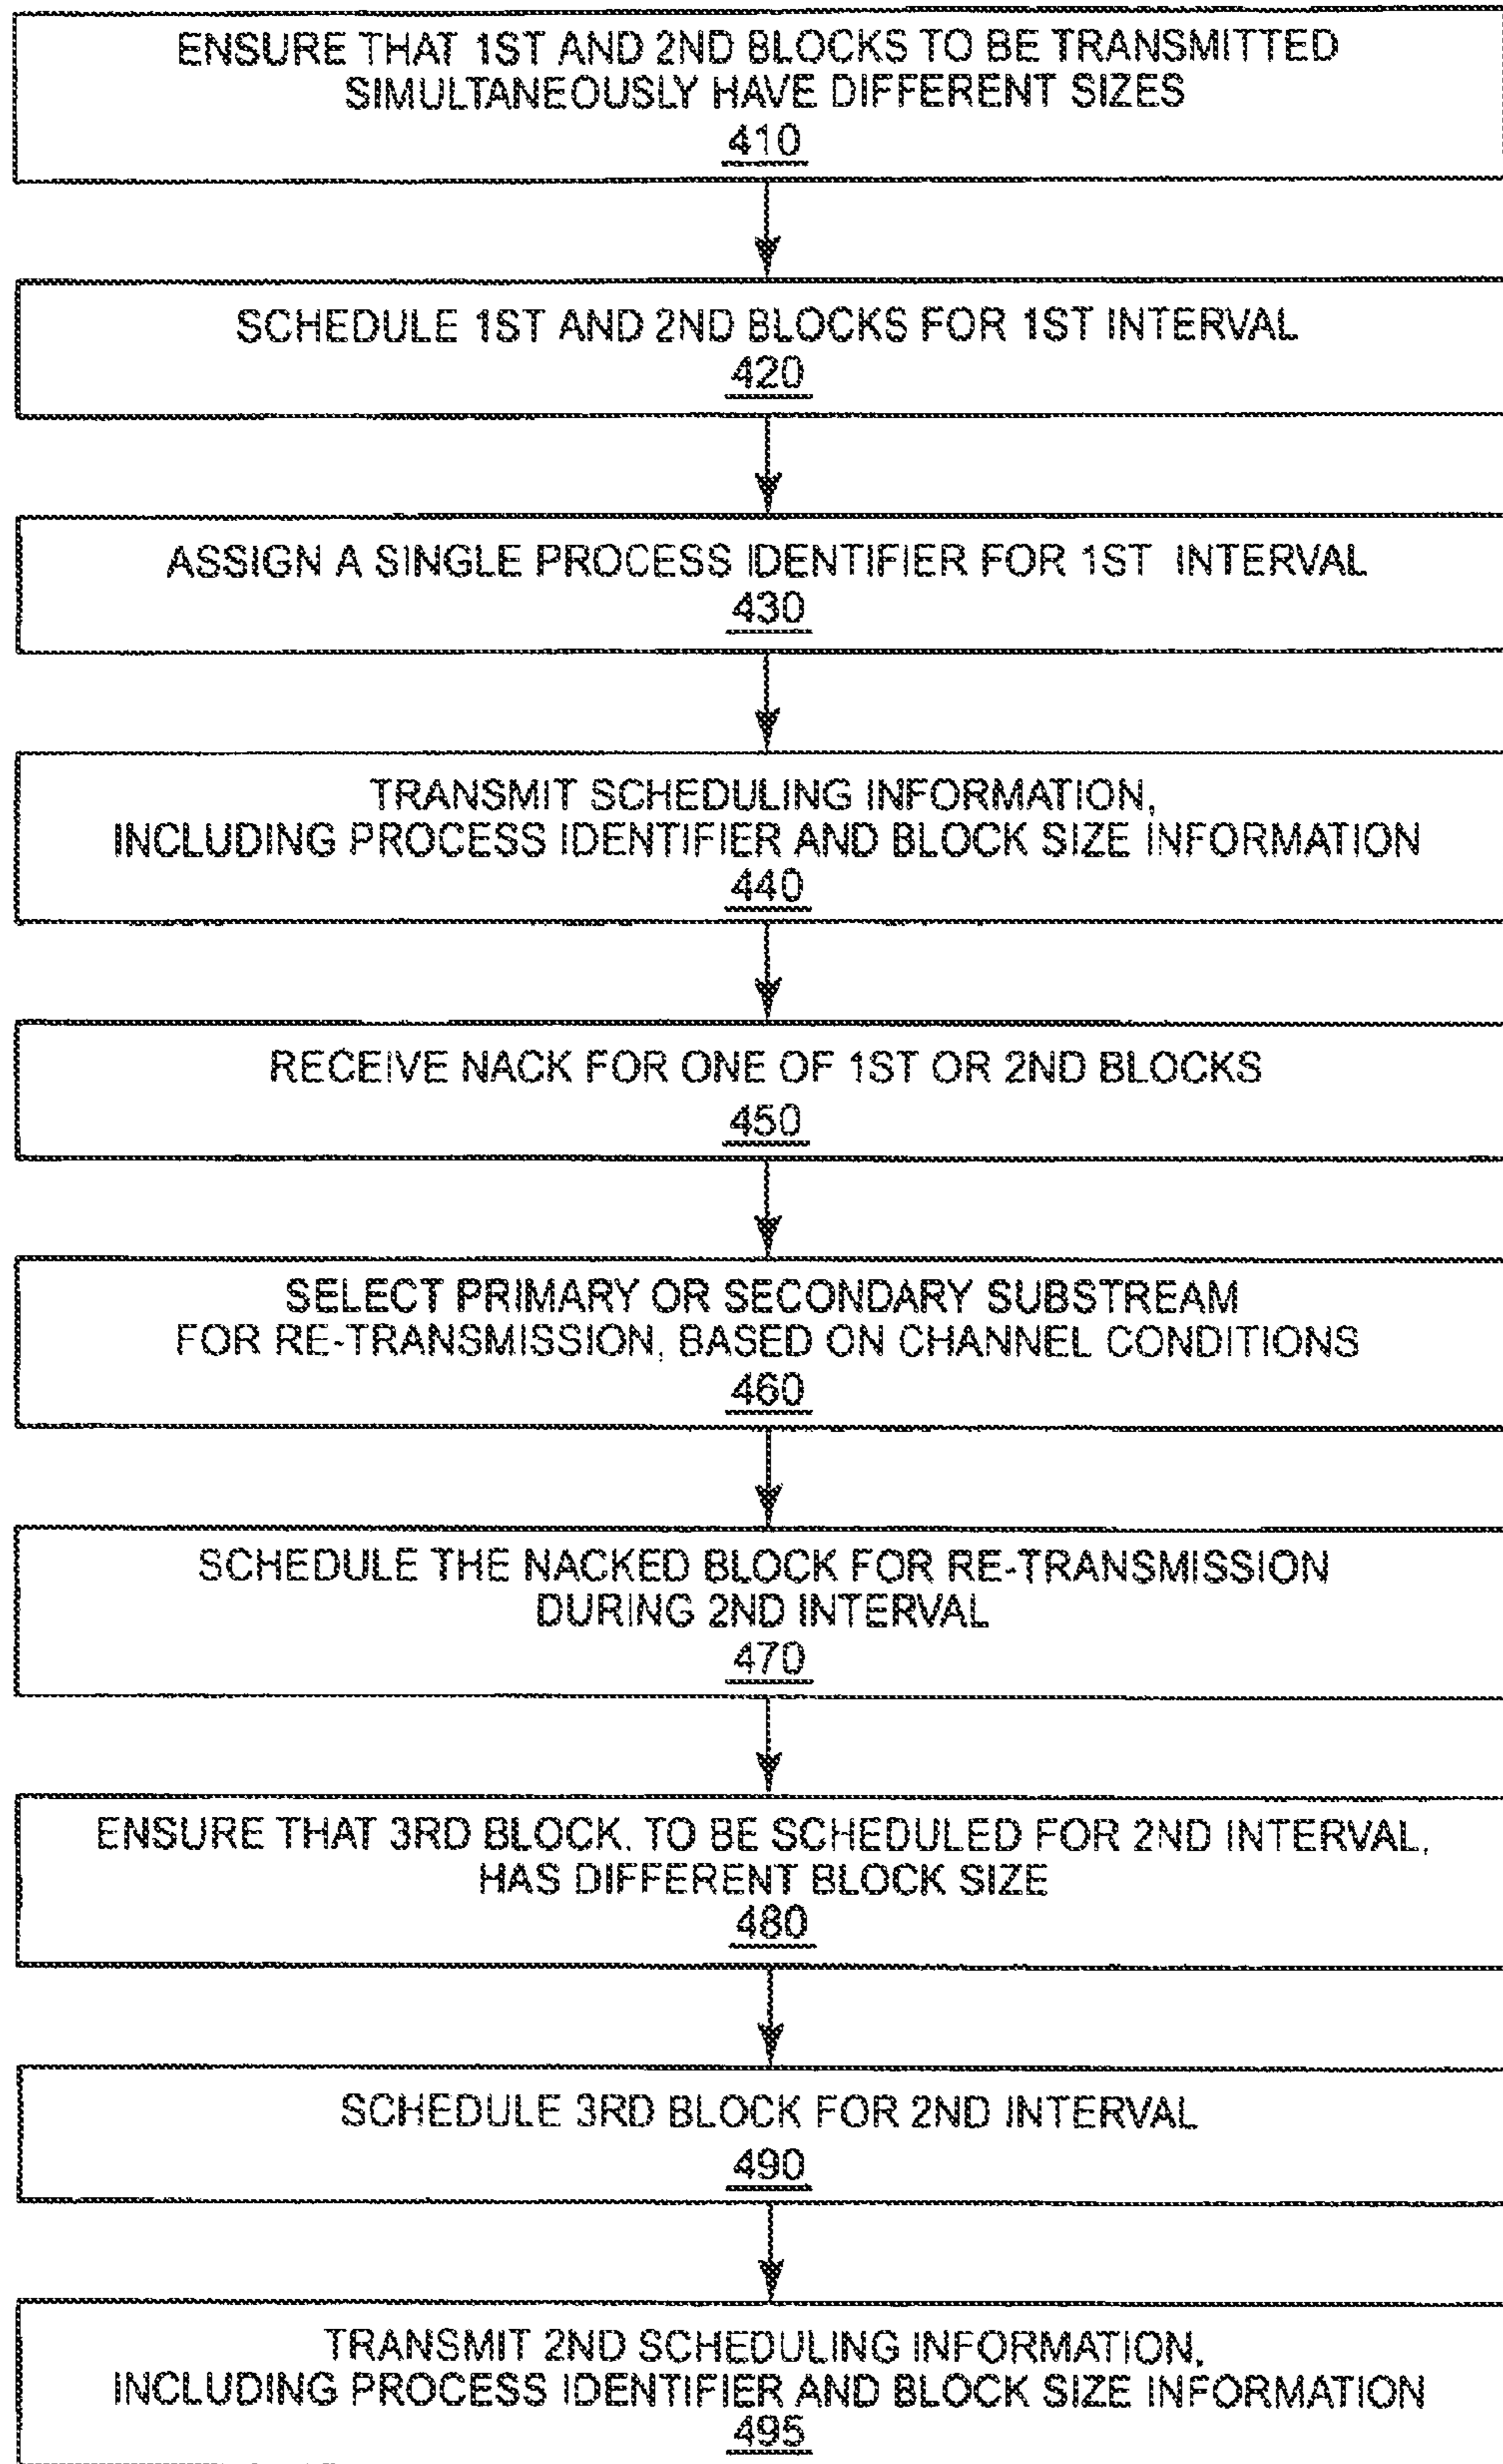 ENSURE THAT 1ST AND 2ND BLOCKS TO BE TRANSMITTED
SIMULTANEOUSLY HAVE DIFFERENT SIZES
410
SCHEDULE 1ST AND 2ND BLOCKS FOR 1ST INTERVAL
420
ASSIGN A SINGLE PROCESS IDENTIFIER FOR 1ST INTERVAL
430
TRANSMIT SCHEDULING INFORMATION,
INCLUDING PROCESS IDENTIFIER AND BLOCK SIZE INFORMATION
440
RECEIVE NACK FOR ONE OF 1ST OR 2ND BLOCKS
450
SELECT PRIMARY OR SECONDARY SUBSTREAM
FOR RE-TRANSMISSION, BASED ON CHANNEL CONDITIONS
460
SCHEDULE THE NACKED BLOCK FOR RE-TRANSMISSION
DURING 2ND INTERVAL
470
ENSURE THAT 3RD BLOCK, TO BE SCHEDULED FOR 2ND INTERVAL,
HAS DIFFERENT BLOCK SIZE
480
SCHEDULE 3RD BLOCK FOR 2ND INTERVAL
490
TRANSMIT 2ND SCHEDULING INFORMATION,
INCLUDING PROCESS IDENTIFIER AND BLOCK SIZE INFORMATION
495